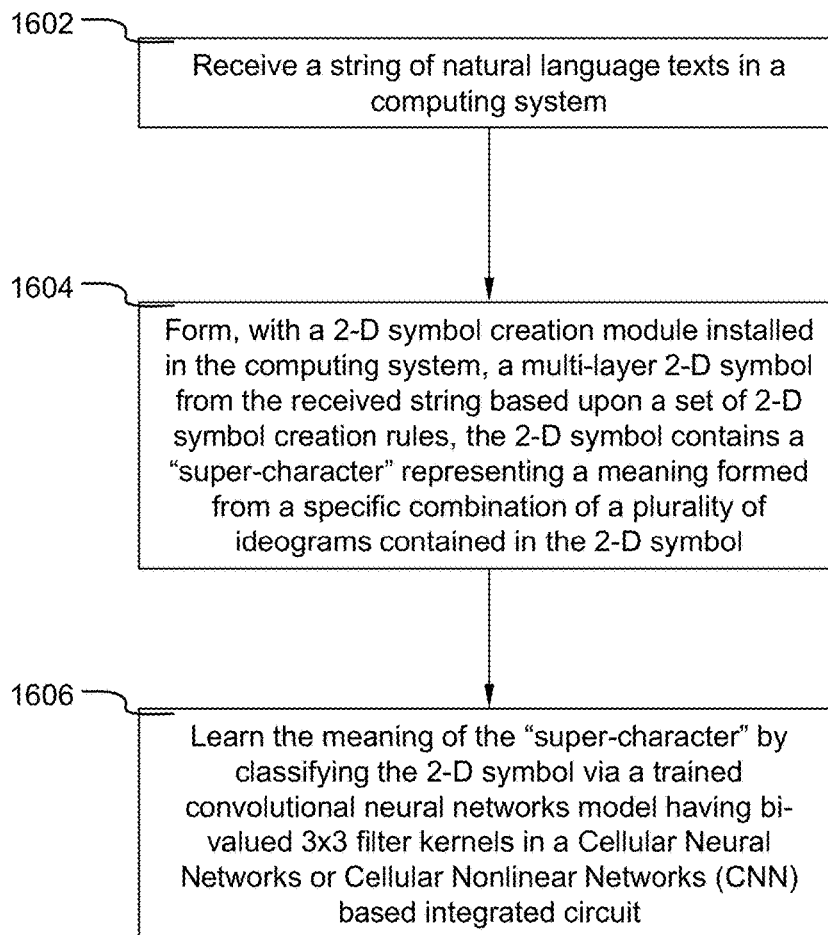 1602
Receive a string of natural language texts in a
computing system
1604
Form, with a 2-D symbol creation module installed
in the computing system, a multi-layer 2-D symbol
from the received string based upon a set of 2-D
symbol creation rules, the 2-D symbol contains a
“super-character” representing a meaning formed
from a specific combination of a plurality of
ideograms contained in the 2-D symbol
1606
Learn the meaning of the “super-character” by
classifying the 2-D symbol via a trained
convolutional neural networks model having bi-
valued 3x3 filter kernels in a Cellular Neural
Networks or Cellular Nonlinear Networks (CNN)
based integrated circuit